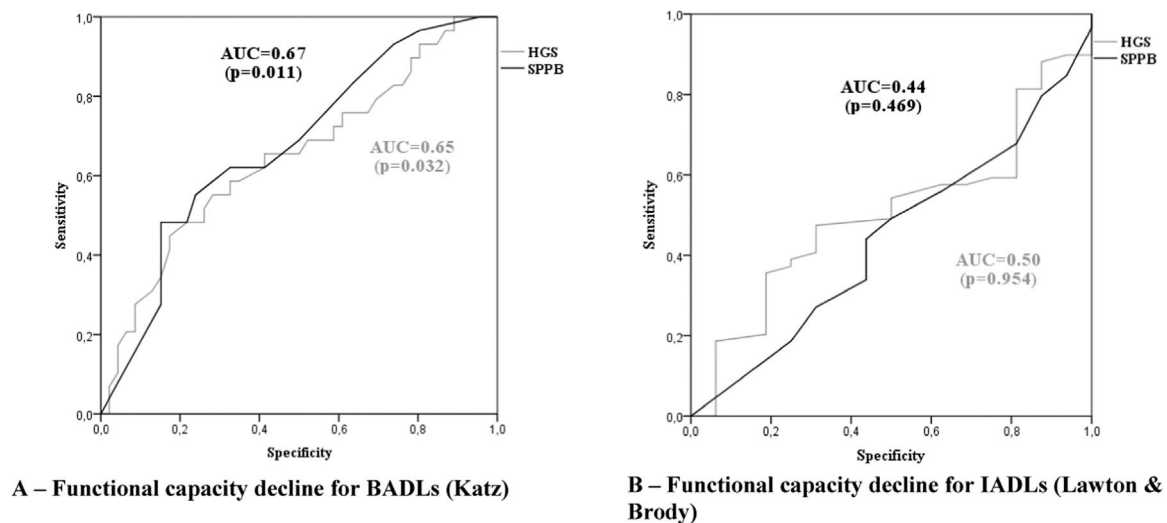 1,0
0,8
0,6
0,4
0,2
0,0
Sensitivity
AUC=0.67
(p=0.011)
AUC=0.65
(p=0.032)
HGS
SPPB
0,0 0,2 0,4 0,6 0,8 1,0
Specificity
A – Functional capacity decline for BADLs (Katz)
1,0
0,8
0,6
0,4
0,2
0,0
Sensitivity
AUC=0.44
(p=0.469)
AUC=0.50
(p=0.954)
HGS
SPPB
0,0 0,2 0,4 0,6 0,8 1,0
Specificity
B – Functional capacity decline for IADLs (Lawton &
Brody)